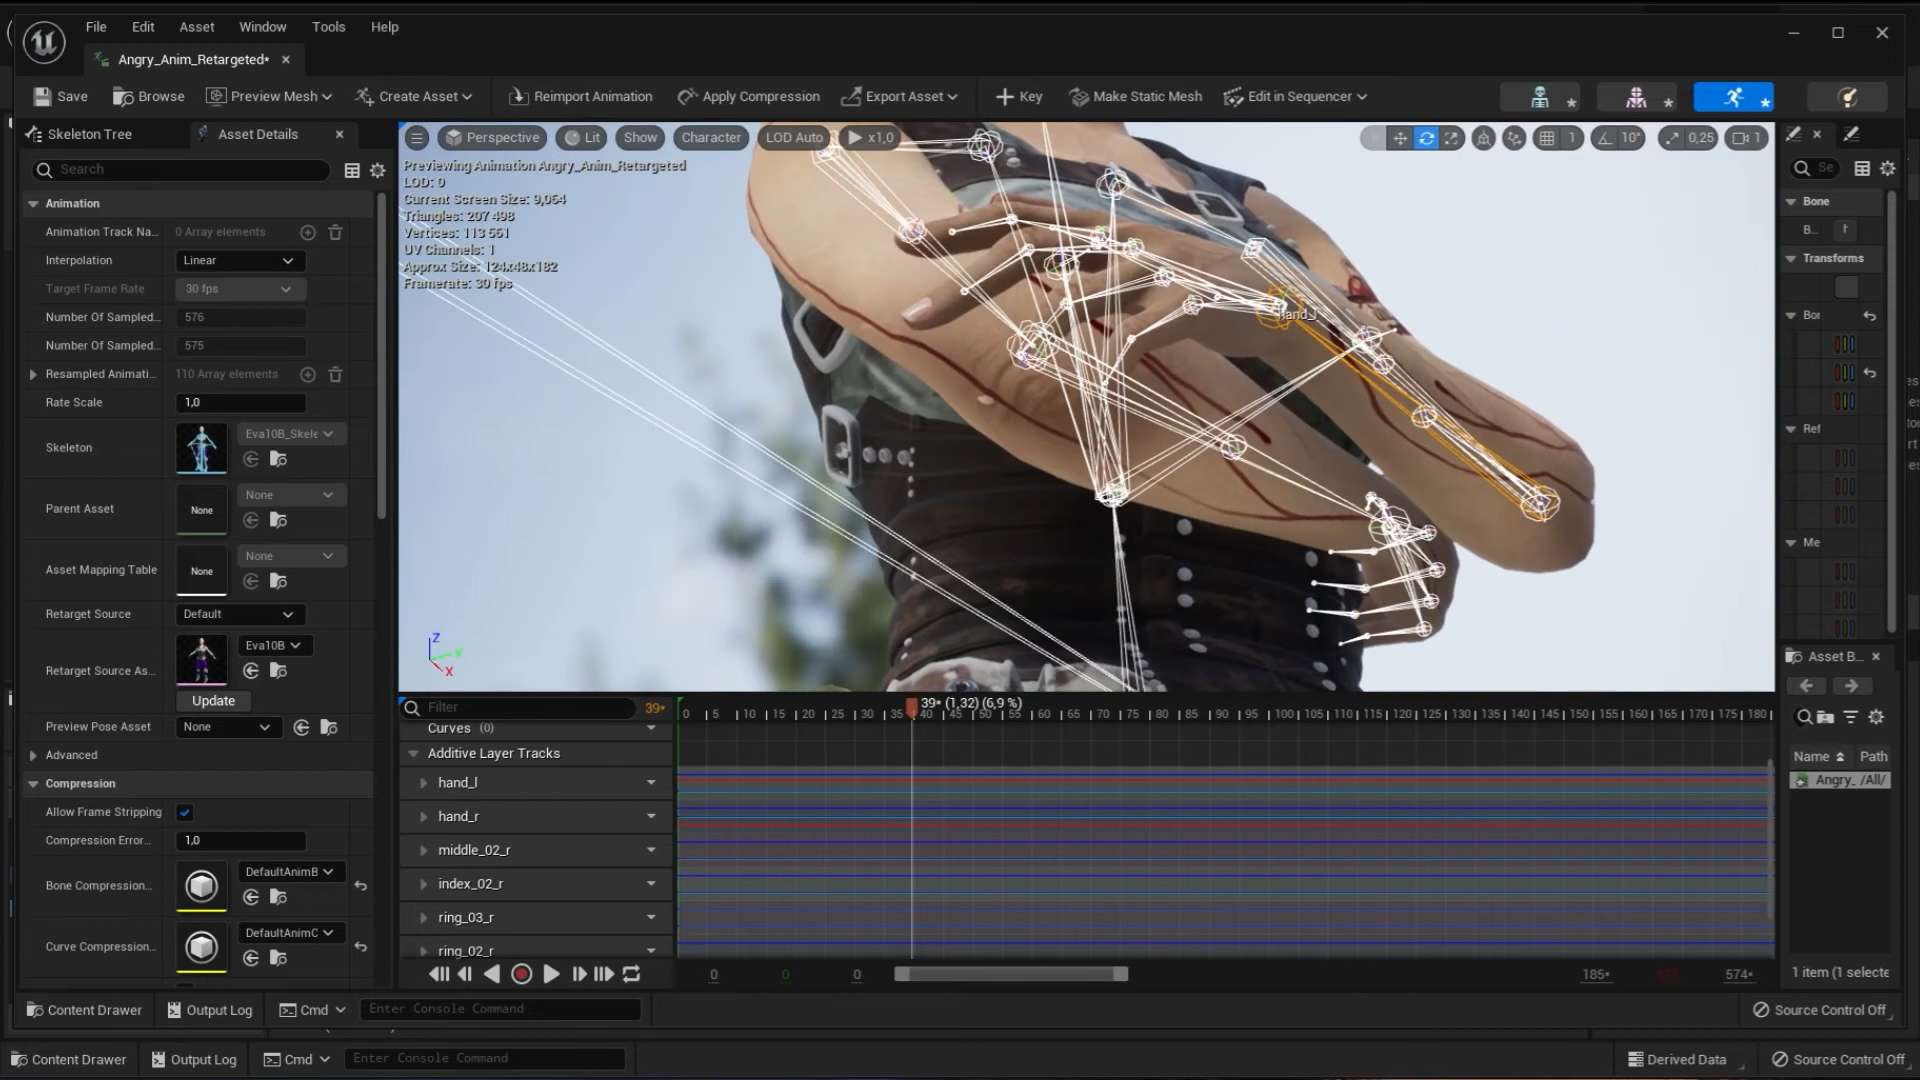 File Edit Asset Window Tools Help
Angry_Anim_Retargeted*
Save Browse Preview Mesh Create Asset Reimport Animation Apply Compression Export Asset Key Make Static Mesh Edit in Sequencer
Skeleton Tree Asset Details
Search
Perspective Lit Show Character LOD Auto x1,0 1 10° 0,25 1
Previewing Animation Angry_Anim_Retargeted
LOD: 0
Current Screen Size: 9,064
Triangles: 207 498
Vertices: 113 561
UV Channels: 1
Approx Size: 124x48x182
Framerate: 30 fps
hand_l
Z
Y
X
Animation
Animation Track Na... 0 Array elements
Interpolation Linear
Target Frame Rate 30 fps
Number Of Sampled... 576
Number Of Sampled... 575
Resampled Animati... 110 Array elements
Rate Scale 1,0
Skeleton Eva10B_Skele
Parent Asset None None
Asset Mapping Table None None
Retarget Source Default
Retarget Source As... Eva10B
Update
Preview Pose Asset None
Advanced
Compression
Allow Frame Stripping
Compression Error... 1,0
Bone Compression... DefaultAnimB
Curve Compression... DefaultAnimC
Filter 39*
39* (1,32) (6,9 %)
0 5 10 15 20 25 30 35 40 45 50 55 60 65 70 75 80 85 90 95 100 105 110 115 120 125 130 135 140 145 150 155 160 165 170 175 180
Curves (0)
Additive Layer Tracks
hand_l
hand_r
middle_02_r
index_02_r
ring_03_r
ring_02_r
0 0 0 185* 574*
Se
Bone
B...
Transforms
Bor
Ref
Me
Asset B...
Name Path
Angry_ /All/
1 item (1 selecte
Content Drawer Output Log Cmd Enter Console Command Source Control Off
Content Drawer Output Log Cmd Enter Console Command Derived Data Source Control Off